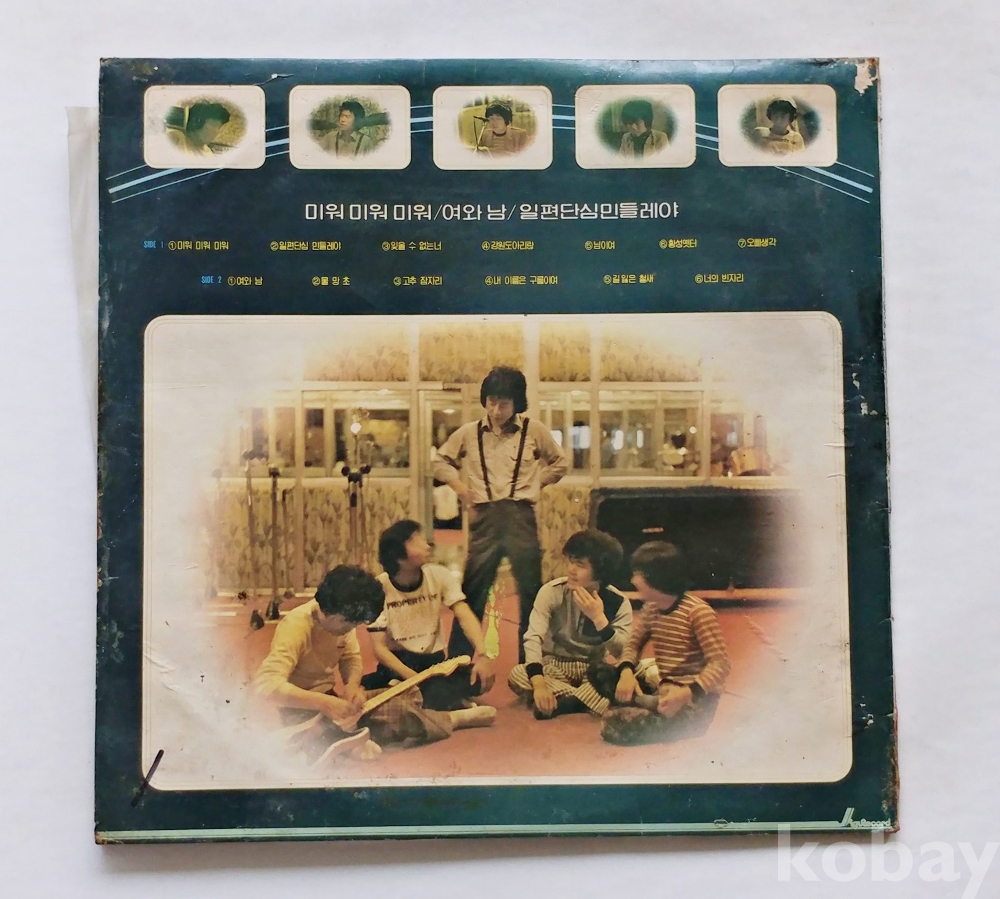 미워 미워 미워/여와 남/일편단심민들레야
SIDE 1 ①미워 미워 미워 ②일편단심 민들레야 ③잊을 수 없는너 ④강원도아리랑 ⑤님이여 ⑥황성옛터 ⑦오빠생각
SIDE 2 ①여와 남 ②물 망 초 ③고추 잠자리 ④내 이름은 구름이여 ⑤길잃은 철새 ⑥너의 빈자리
PROPERTY OF
Record
kobay